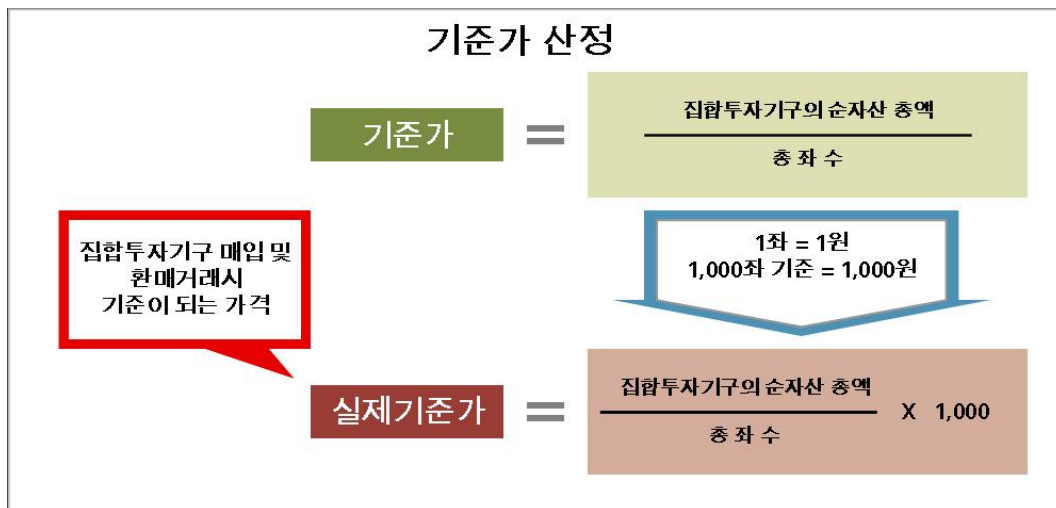 기준가 산정
기준가
=
집합투자기구의 순자산 총액
총 좌 수
집합투자기구 매입 및
환매거래시
기준이 되는 가격
1좌 = 1원
1,000좌 기준 = 1,000원
실제기준가
=
집합투자기구의 순자산 총액
총 좌 수
X 1,000